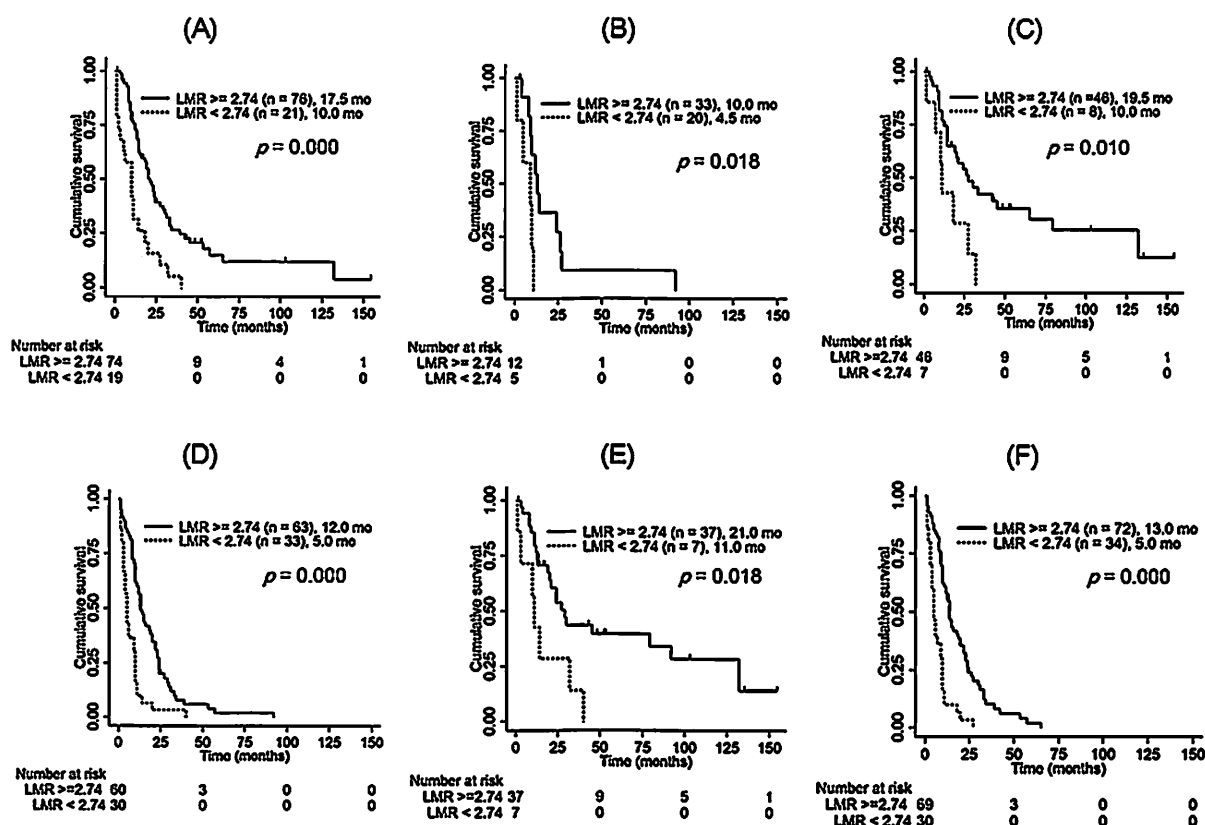 (A)
LMR >= 2.74 (n = 76), 17.5 mo
LMR < 2.74 (n = 21), 10.0 mo
p = 0.000
Cumulative survival
0.00 0.25 0.50 0.75 1.00
0 25 50 75 100 125 150
Time (months)
Number at risk
LMR >= 2.74 74 9 4 1
LMR < 2.74 19 0 0 0
(B)
LMR >= 2.74 (n = 33), 10.0 mo
LMR < 2.74 (n = 20), 4.5 mo
p = 0.018
Cumulative survival
0.00 0.25 0.50 0.75 1.00
0 25 50 75 100 125 150
Time (months)
Number at risk
LMR >= 2.74 12 1 0 0
LMR < 2.74 5 0 0 0
(C)
LMR >= 2.74 (n =46), 19.5 mo
LMR < 2.74 (n = 8), 10.0 mo
p = 0.010
Cumulative survival
0.00 0.25 0.50 0.75 1.00
0 25 50 75 100 125 150
Time (months)
Number at risk
LMR >=2.74 46 9 5 1
LMR < 2.74 7 0 0 0
(D)
LMR >= 2.74 (n = 63), 12.0 mo
LMR < 2.74 (n = 33), 5.0 mo
p = 0.000
Cumulative survival
0.00 0.25 0.50 0.75 1.00
0 25 50 75 100 125 150
Time (months)
Number at risk
LMR >=2.74 60 3 0 0
LMR < 2.74 30 0 0 0
(E)
LMR >= 2.74 (n = 37), 21.0 mo
LMR < 2.74 (n = 7), 11.0 mo
p = 0.018
Cumulative survival
0.00 0.25 0.50 0.75 1.00
0 25 50 75 100 125 150
Time (months)
Number at risk
LMR >=2.74 37 9 5 1
LMR < 2.74 7 0 0 0
(F)
LMR >= 2.74 (n = 72), 13.0 mo
LMR < 2.74 (n = 34), 5.0 mo
p = 0.000
Cumulative survival
0.00 0.25 0.50 0.75 1.00
0 25 50 75 100 125 150
Time (months)
Number at risk
LMR >=2.74 69 3 0 0
LMR < 2.74 30 0 0 0